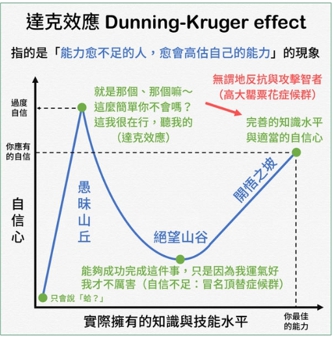 達克效應 Dunning-Kruger effect
指的是「能力愈不足的人，愈會高估自己的能力」的現象
過度
自信
就是那個、那個嘛～
這麼簡單你不會嗎？
這我很在行，聽我的
（達克效應）
無謂地反抗與攻擊智者
（高大罌粟花症候群）
完善的知識水平
與適當的自信心
你應有
的自信
自信心
愚昧山丘
絕望山谷
開悟之坡
能夠成功完成這件事，只是因為我運氣好
我才不厲害（自信不足：冒名頂替症候群）
只會說「蛤？」
實際擁有的知識與技能水平
你最佳
的能力